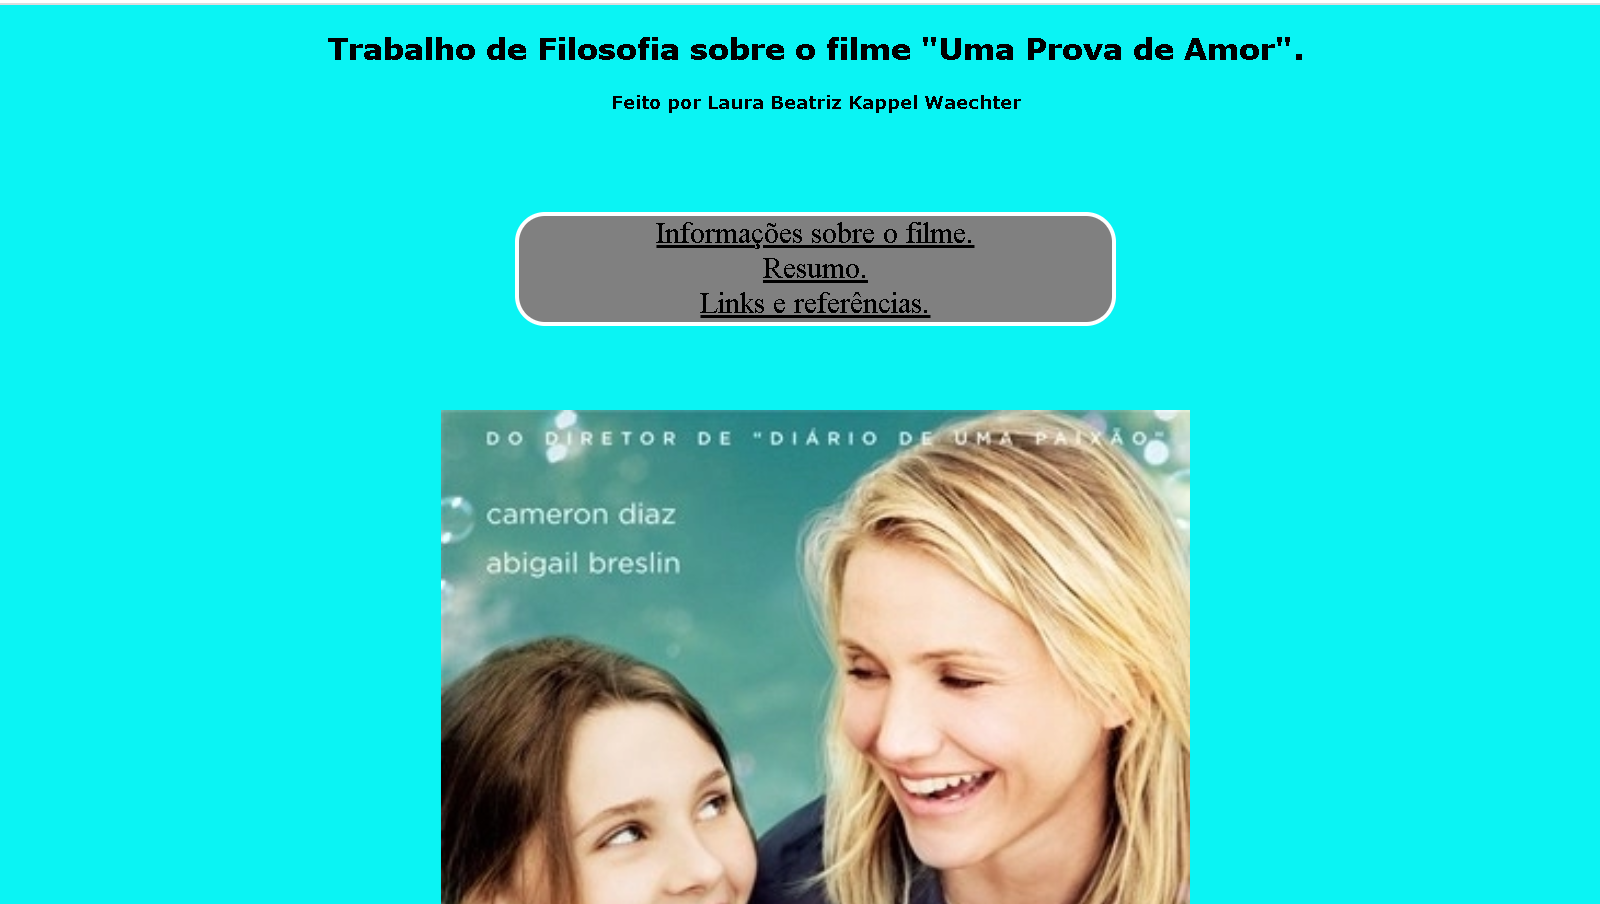 Trabalho de Filosofia sobre o filme "Uma Prova de Amor".
Feito por Laura Beatriz Kappel Waechter
Informações sobre o filme.
Resumo.
Links e referências.
DO DIRETOR DE "DIÁRIO DE UMA PAIXÃO"
cameron diaz
abigail breslin